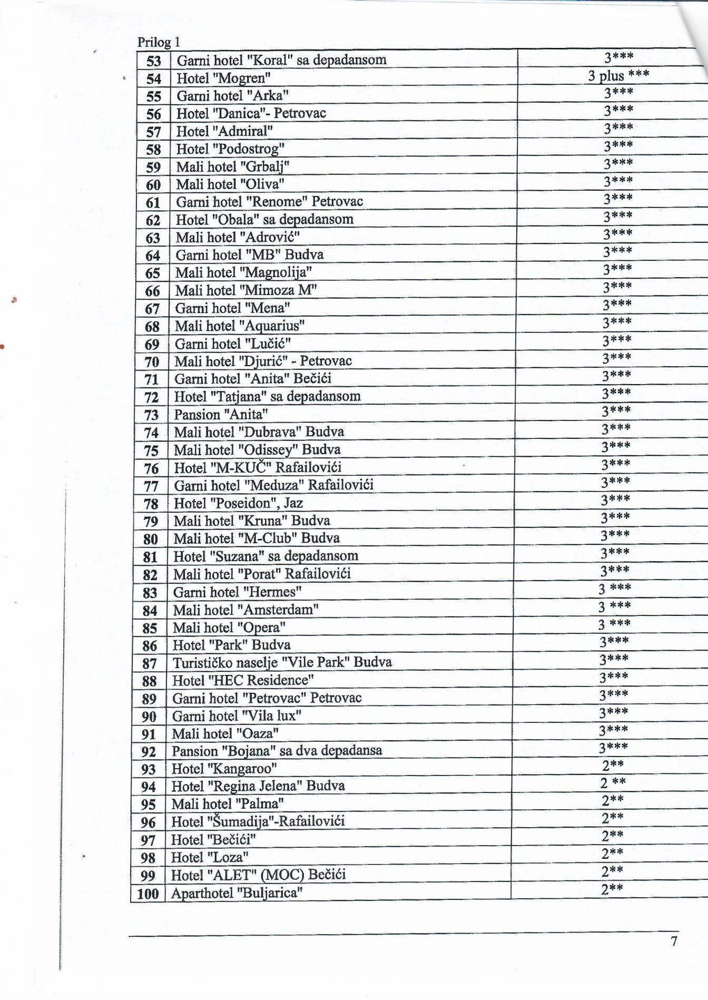 Prilog 1
53 Garni hotel "Koral" sa depadansom 3***
54 Hotel "Mogren" 3 plus ***
55 Garni hotel "Arka" 3***
56 Hotel "Danica"- Petrovac 3***
57 Hotel "Admiral" 3***
58 Hotel "Podostrog" 3***
59 Mali hotel "Grbalj" 3***
60 Mali hotel "Oliva" 3***
61 Garni hotel "Renome" Petrovac 3***
62 Hotel "Obala" sa depadansom 3***
63 Mali hotel "Adrović" 3***
64 Garni hotel "MB" Budva 3***
65 Mali hotel "Magnolija" 3***
66 Mali hotel "Mimoza M" 3***
67 Garni hotel "Mena" 3***
68 Mali hotel "Aquarius" 3***
69 Garni hotel "Lučić" 3***
70 Mali hotel "Djurić" - Petrovac 3***
71 Garni hotel "Anita" Bečići 3***
72 Hotel "Tatjana" sa depadansom 3***
73 Pansion "Anita" 3***
74 Mali hotel "Dubrava" Budva 3***
75 Mali hotel "Odissey" Budva 3***
76 Hotel "M-KUČ" Rafailovići 3***
77 Garni hotel "Meduza" Rafailovići 3***
78 Hotel "Poseidon", Jaz 3***
79 Mali hotel "Kruna" Budva 3***
80 Mali hotel "M-Club" Budva 3***
81 Hotel "Suzana" sa depadansom 3***
82 Mali hotel "Porat" Rafailovići 3***
83 Garni hotel "Hermes" 3 ***
84 Mali hotel "Amsterdam" 3 ***
85 Mali hotel "Opera" 3 ***
86 Hotel "Park" Budva 3***
87 Turističko naselje "Vile Park" Budva 3***
88 Hotel "HEC Residence" 3***
89 Garni hotel "Petrovac" Petrovac 3***
90 Garni hotel "Vila lux" 3***
91 Mali hotel "Oaza" 3***
92 Pansion "Bojana" sa dva depadansa 3***
93 Hotel "Kangaroo" 2**
94 Hotel "Regina Jelena" Budva 2 **
95 Mali hotel "Palma" 2**
96 Hotel "Šumadija"-Rafailovići 2**
97 Hotel "Bečići" 2**
98 Hotel "Loza" 2**
99 Hotel "ALET" (MOC) Bečići 2**
100 Aparthotel "Buljarica" 2**
7